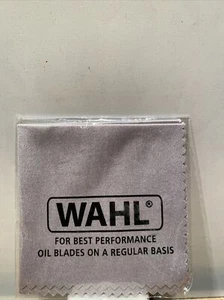 WAHL®
FOR BEST PERFORMANCE
OIL BLADES ON A REGULAR BASIS